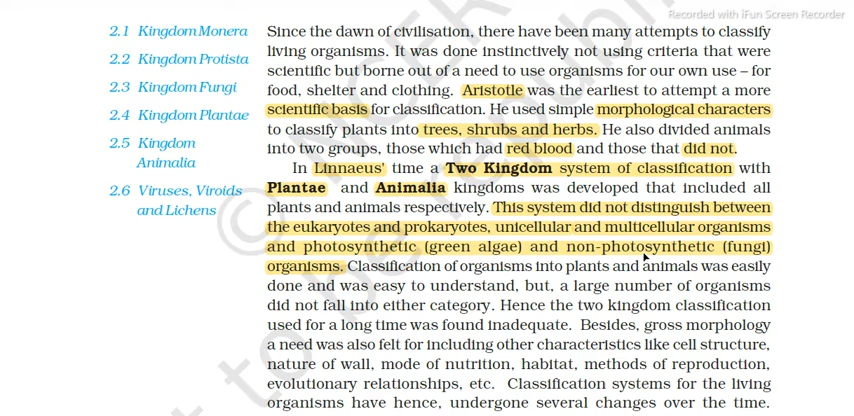 Recorded with iFun Screen Recorder
2.1 Kingdom Monera
2.2 Kingdom Protista
2.3 Kingdom Fungi
2.4 Kingdom Plantae
2.5 Kingdom
Animalia
2.6 Viruses, Viroids
and Lichens
Since the dawn of civilisation, there have been many attempts to classify
living organisms. It was done instinctively not using criteria that were
scientific but borne out of a need to use organisms for our own use – for
food, shelter and clothing. Aristotle was the earliest to attempt a more
scientific basis for classification. He used simple morphological characters
to classify plants into trees, shrubs and herbs. He also divided animals
into two groups, those which had red blood and those that did not.
In Linnaeus' time a Two Kingdom system of classification with
Plantae and Animalia kingdoms was developed that included all
plants and animals respectively. This system did not distinguish between
the eukaryotes and prokaryotes, unicellular and multicellular organisms
and photosynthetic (green algae) and non-photosynthetic (fungi)
organisms. Classification of organisms into plants and animals was easily
done and was easy to understand, but, a large number of organisms
did not fall into either category. Hence the two kingdom classification
used for a long time was found inadequate. Besides, gross morphology
a need was also felt for including other characteristics like cell structure,
nature of wall, mode of nutrition, habitat, methods of reproduction,
evolutionary relationships, etc. Classification systems for the living
organisms have hence, undergone several changes over the time.